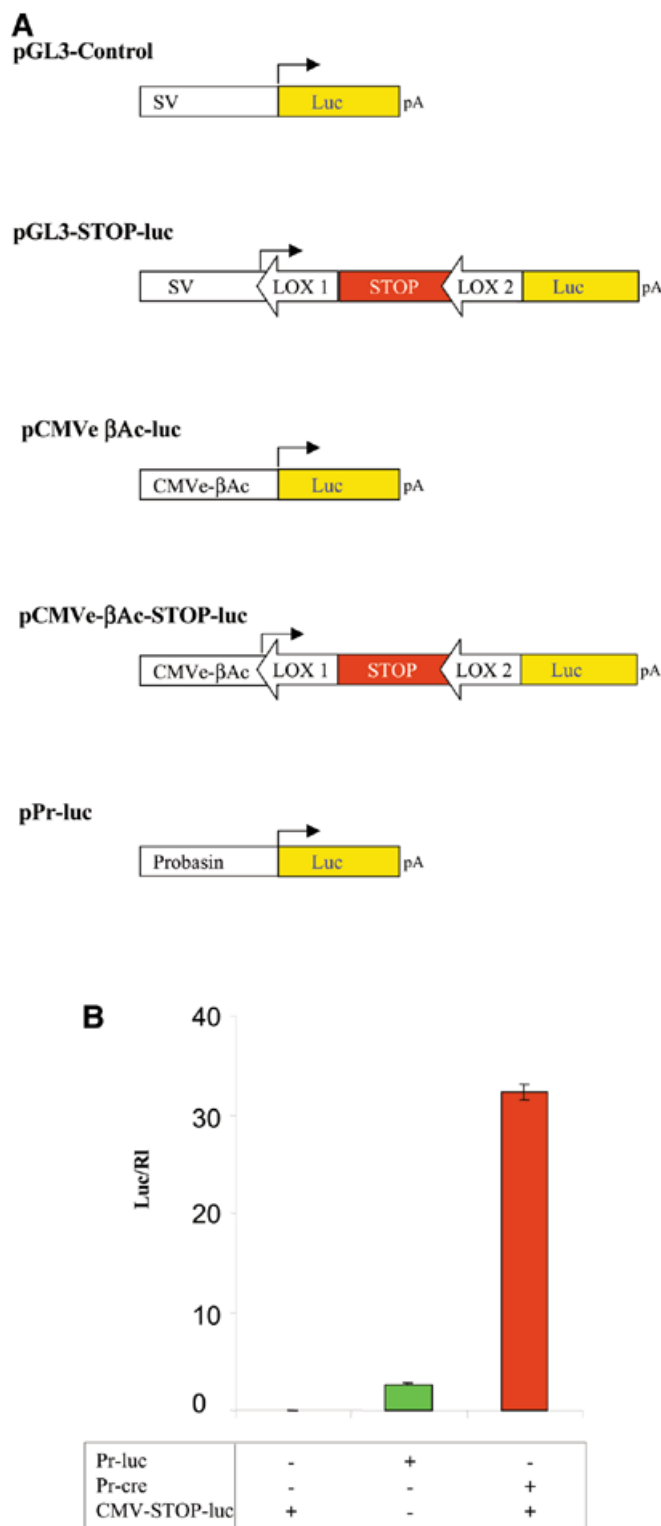 A
pGL3-Control
SV Luc pA
pGL3-STOP-luc
SV LOX 1 STOP LOX 2 Luc pA
pCMVe βAc-luc
CMVe-βAc Luc pA
pCMVe-βAc-STOP-luc
CMVe-βAc LOX 1 STOP LOX 2 Luc pA
pPr-luc
Probasin Luc pA
B
Luc/Rl
40
30
20
10
0
Pr-luc - + -
Pr-cre - - +
CMV-STOP-luc + - +